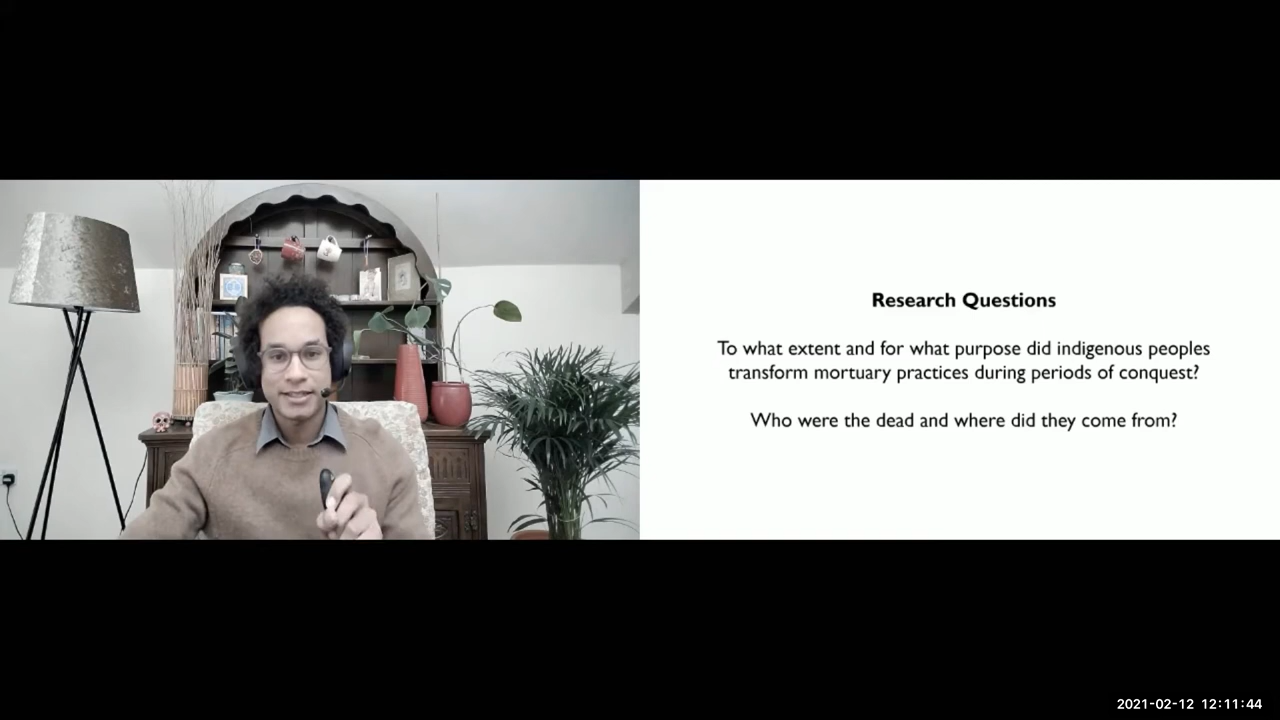 Research Questions
To what extent and for what purpose did indigenous peoples
transform mortuary practices during periods of conquest?
Who were the dead and where did they come from?
2021-02-12 12:11:44